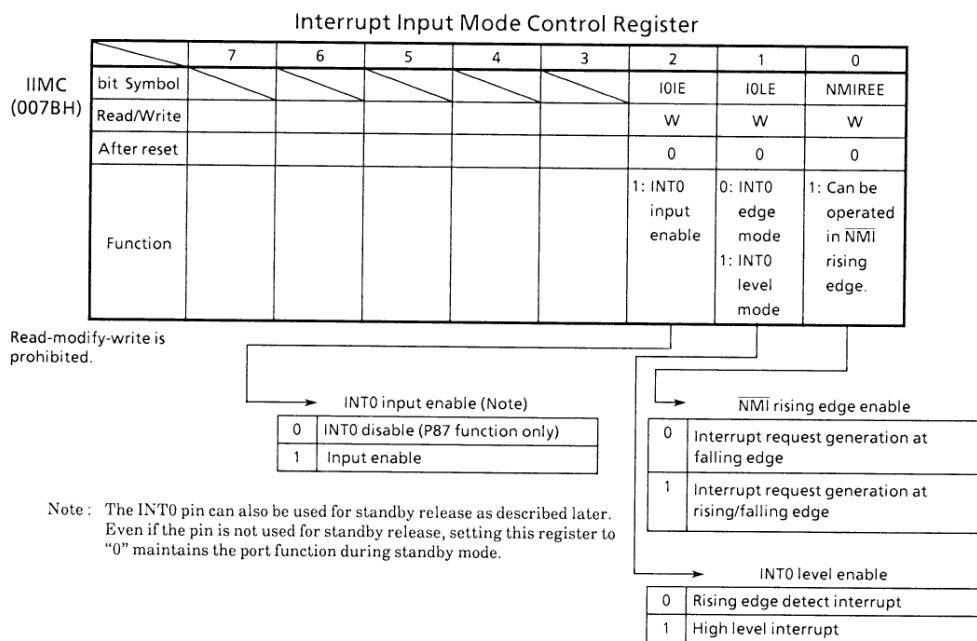 Interrupt Input Mode Control Register
7 6 5 4 3 2 1 0
IIMC
(007BH)
bit Symbol I0IE I0LE NMIREE
Read/Write W W W
After reset 0 0 0
Function
1: INT0 input enable
0: INT0 edge mode
1: INT0 level mode
1: Can be operated in NMI rising edge.
Read-modify-write is
prohibited.
INT0 input enable (Note)
0 INT0 disable (P87 function only)
1 Input enable
NMI rising edge enable
0 Interrupt request generation at
falling edge
1 Interrupt request generation at
rising/falling edge
Note : The INT0 pin can also be used for standby release as described later.
Even if the pin is not used for standby release, setting this register to
“0” maintains the port function during standby mode.
INT0 level enable
0 Rising edge detect interrupt
1 High level interrupt